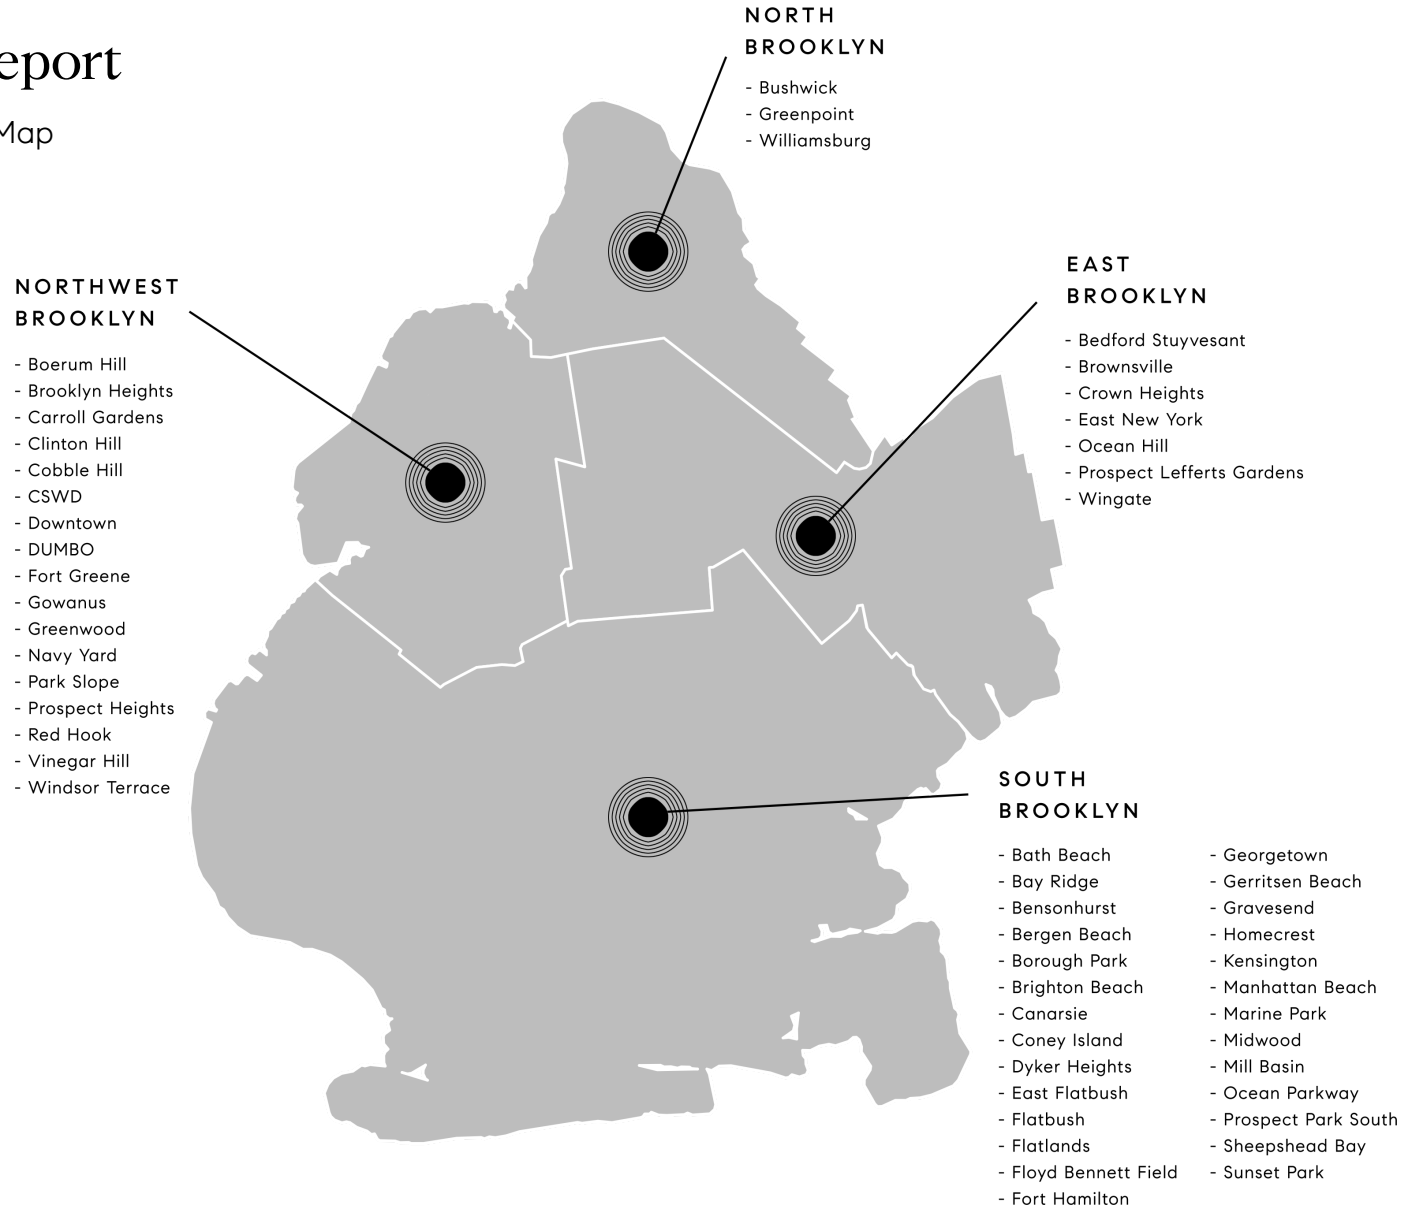 eport
Map
NORTH
BROOKLYN
- Bushwick
- Greenpoint
- Williamsburg
NORTHWEST
BROOKLYN
- Boerum Hill
- Brooklyn Heights
- Carroll Gardens
- Clinton Hill
- Cobble Hill
- CSWD
- Downtown
- DUMBO
- Fort Greene
- Gowanus
- Greenwood
- Navy Yard
- Park Slope
- Prospect Heights
- Red Hook
- Vinegar Hill
- Windsor Terrace
EAST
BROOKLYN
- Bedford Stuyvesant
- Brownsville
- Crown Heights
- East New York
- Ocean Hill
- Prospect Lefferts Gardens
- Wingate
SOUTH
BROOKLYN
- Bath Beach
- Bay Ridge
- Bensonhurst
- Bergen Beach
- Borough Park
- Brighton Beach
- Canarsie
- Coney Island
- Dyker Heights
- East Flatbush
- Flatbush
- Flatlands
- Floyd Bennett Field
- Fort Hamilton
- Georgetown
- Gerritsen Beach
- Gravesend
- Homecrest
- Kensington
- Manhattan Beach
- Marine Park
- Midwood
- Mill Basin
- Ocean Parkway
- Prospect Park South
- Sheepshead Bay
- Sunset Park